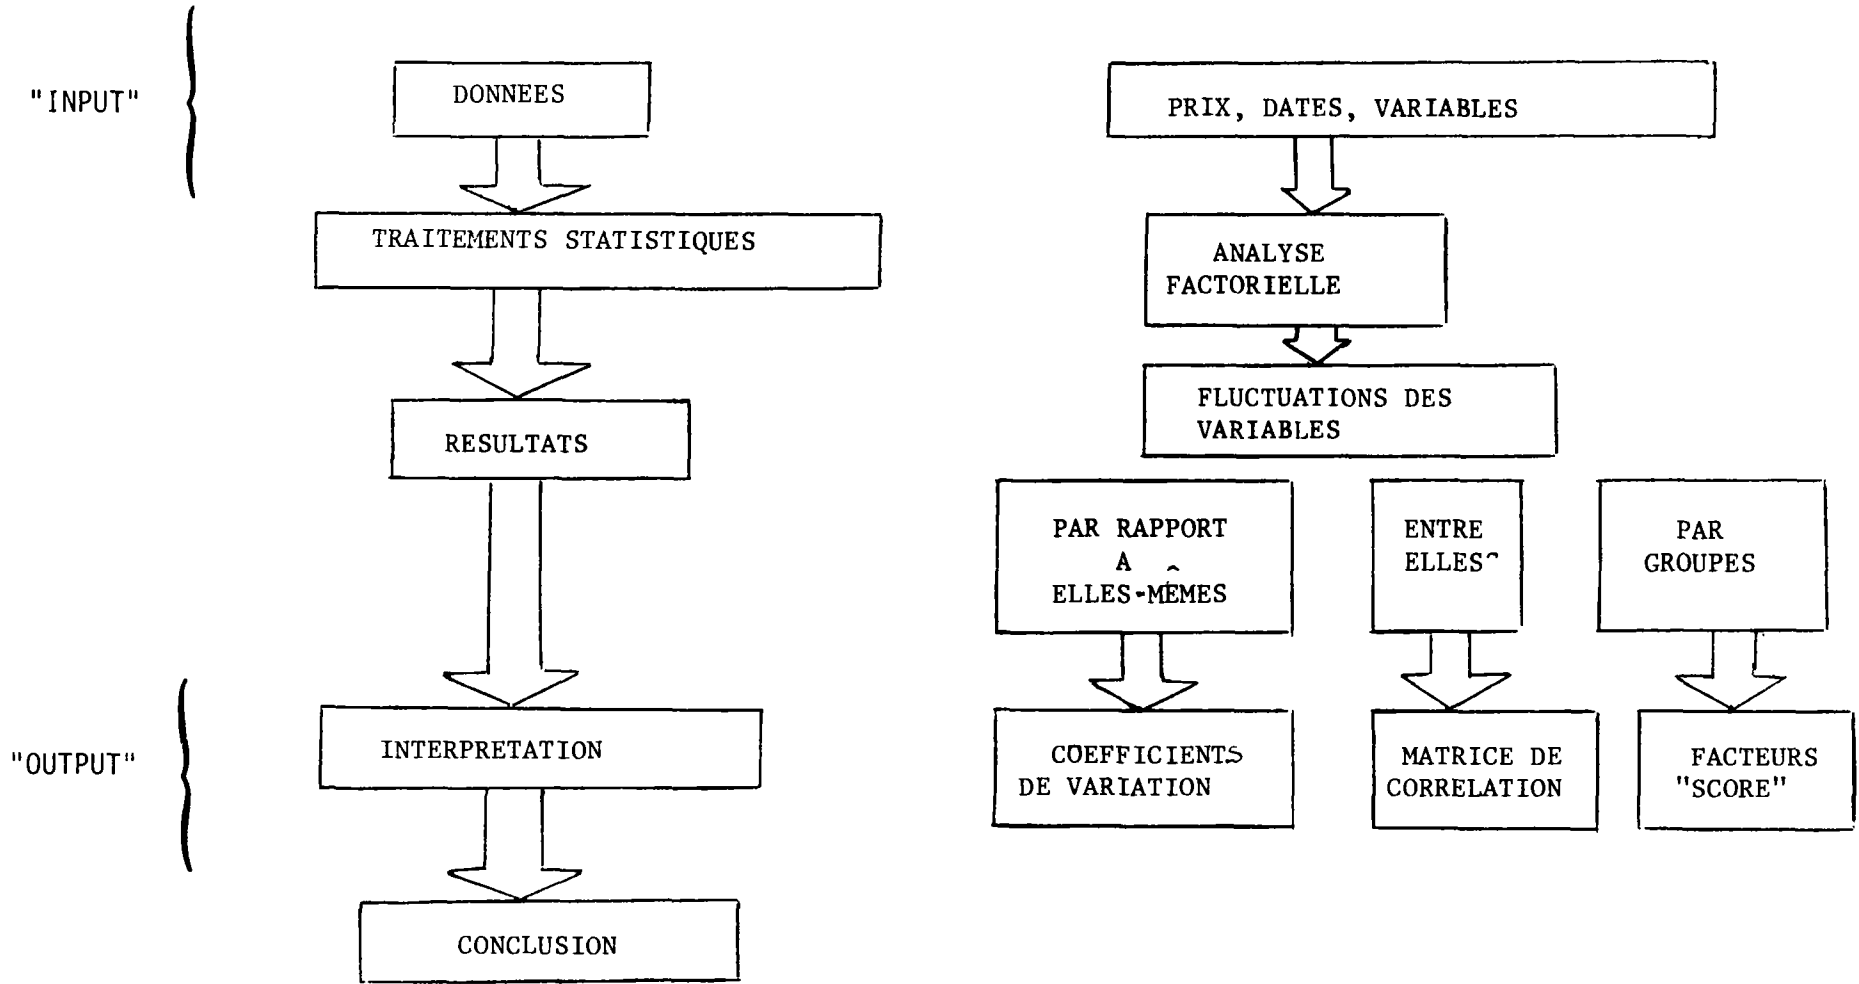 "INPUT"
DONNEES
TRAITEMENTS STATISTIQUES
RESULTATS
"OUTPUT"
INTERPRETATION
CONCLUSION
PRIX, DATES, VARIABLES
ANALYSE
FACTORIELLE
FLUCTUATIONS DES
VARIABLES
PAR RAPPORT
A
ELLES-MÊMES
ENTRE
ELLES
PAR
GROUPES
COEFFICIENTS
DE VARIATION
MATRICE DE
CORRELATION
FACTEURS
"SCORE"